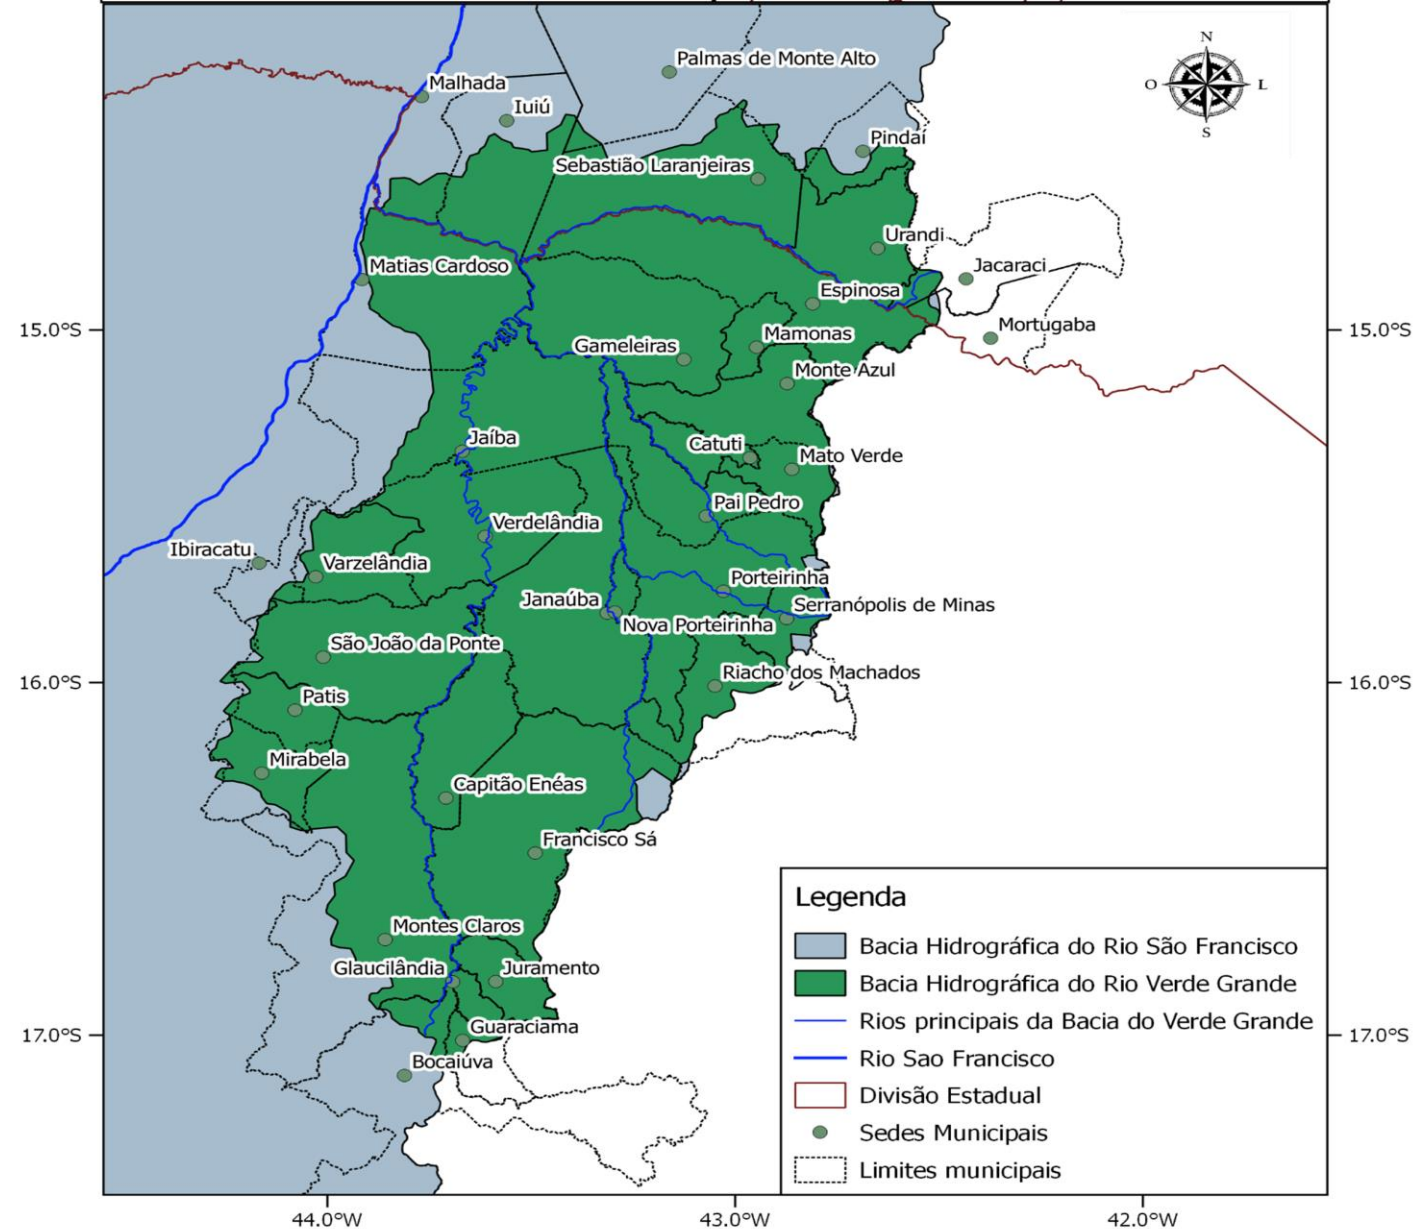 N
O
L
S
Palmas de Monte Alto
Malhada
Iuiú
Pindaí
Sebastião Laranjeiras
Urandi
Jacaraci
Matias Cardoso
Espinosa
15.0°S
Mortugaba
15.0°S
Mamonas
Gameleiras
Monte Azul
Jaíba
Catuti
Mato Verde
Pai Pedro
Verdelândia
Ibiracatu
Varzelândia
Porteirinha
Janaúba
Serranópolis de Minas
Nova Porteirinha
São João da Ponte
Riacho dos Machados
16.0°S
16.0°S
Patis
Mirabela
Capitão Enéas
Francisco Sá
Montes Claros
Glaucilândia
Juramento
Guaraciama
17.0°S
17.0°S
Bocaiúva
Legenda
Bacia Hidrográfica do Rio São Francisco
Bacia Hidrográfica do Rio Verde Grande
Rios principais da Bacia do Verde Grande
Rio Sao Francisco
Divisão Estadual
Sedes Municipais
Limites municipais
44.0°W
43.0°W
42.0°W